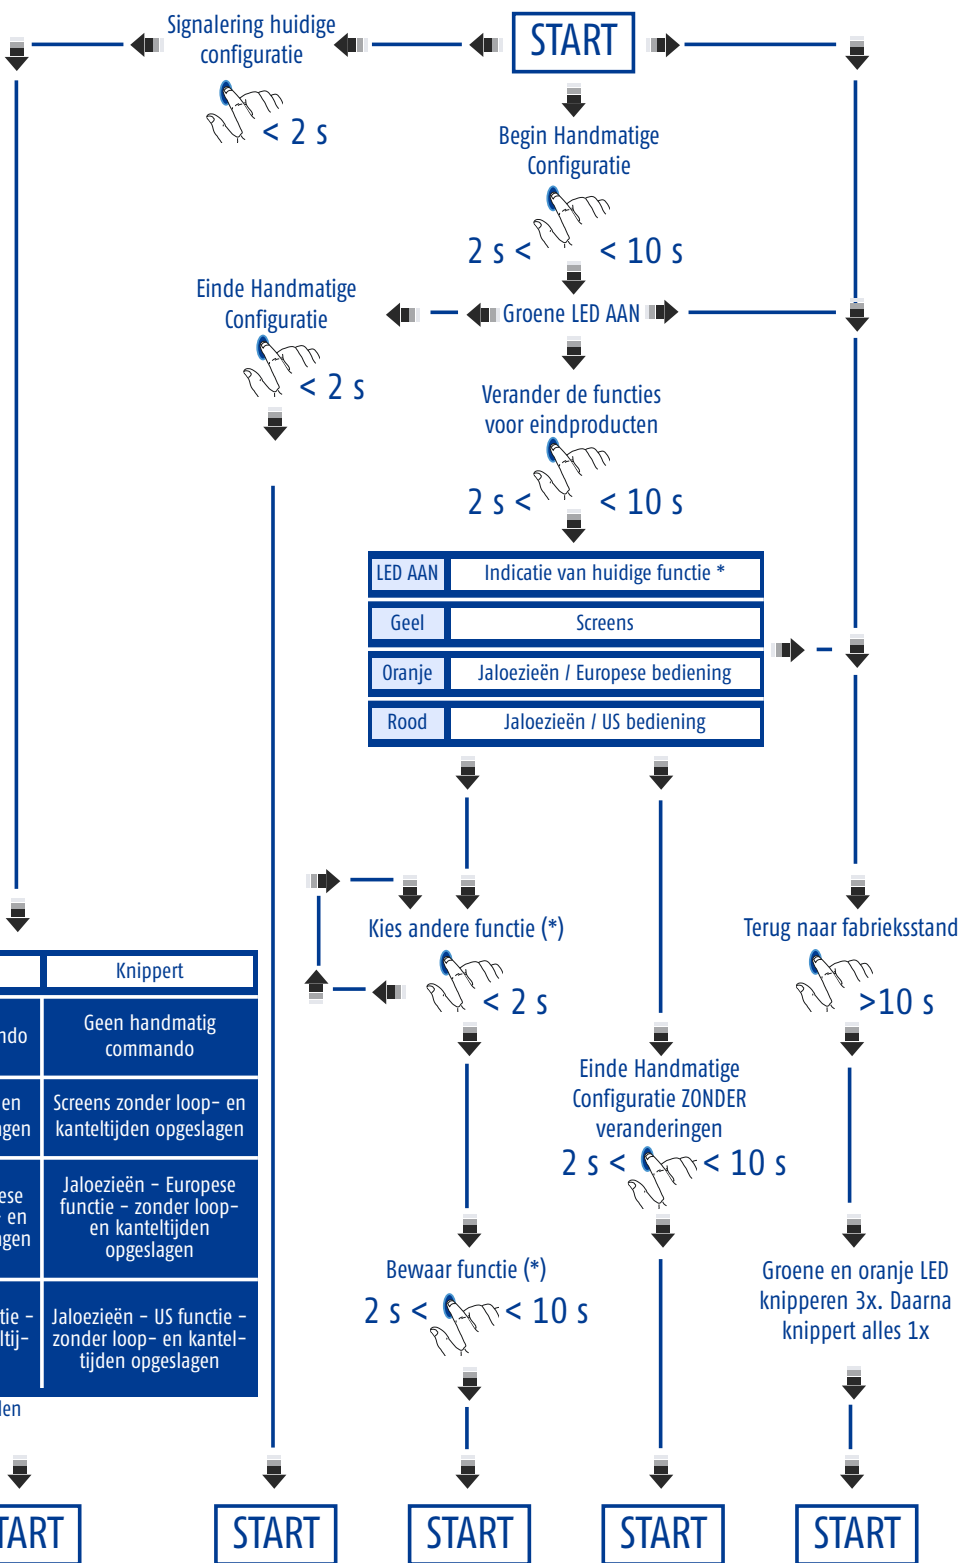 Signalering huidige
configuratie
< 2 s
START
Begin Handmatige
Configuratie
2 s < < 10 s
Einde Handmatige
Configuratie
< 2 s
Groene LED AAN
Verander de functies
voor eindproducten
2 s < < 10 s
LED AAN Indicatie van huidige functie *
Geel Screens
Oranje Jaloezieën / Europese bediening
Rood Jaloezieën / US bediening
Kies andere functie (*)
< 2 s
Terug naar fabrieksstand
>10 s
Knippert
Geen handmatig
commando
Screens zonder loop- en
kanteltijden opgeslagen
Jaloezieën - Europese
functie - zonder loop-
en kanteltijden
opgeslagen
Jaloezieën - US functie -
zonder loop- en kantel-
tijden opgeslagen
Einde Handmatige
Configuratie ZONDER
veranderingen
2 s < < 10 s
Bewaar functie (*)
2 s < < 10 s
Groene en oranje LED
knipperen 3x. Daarna
knippert alles 1x
START
START
START
START
START